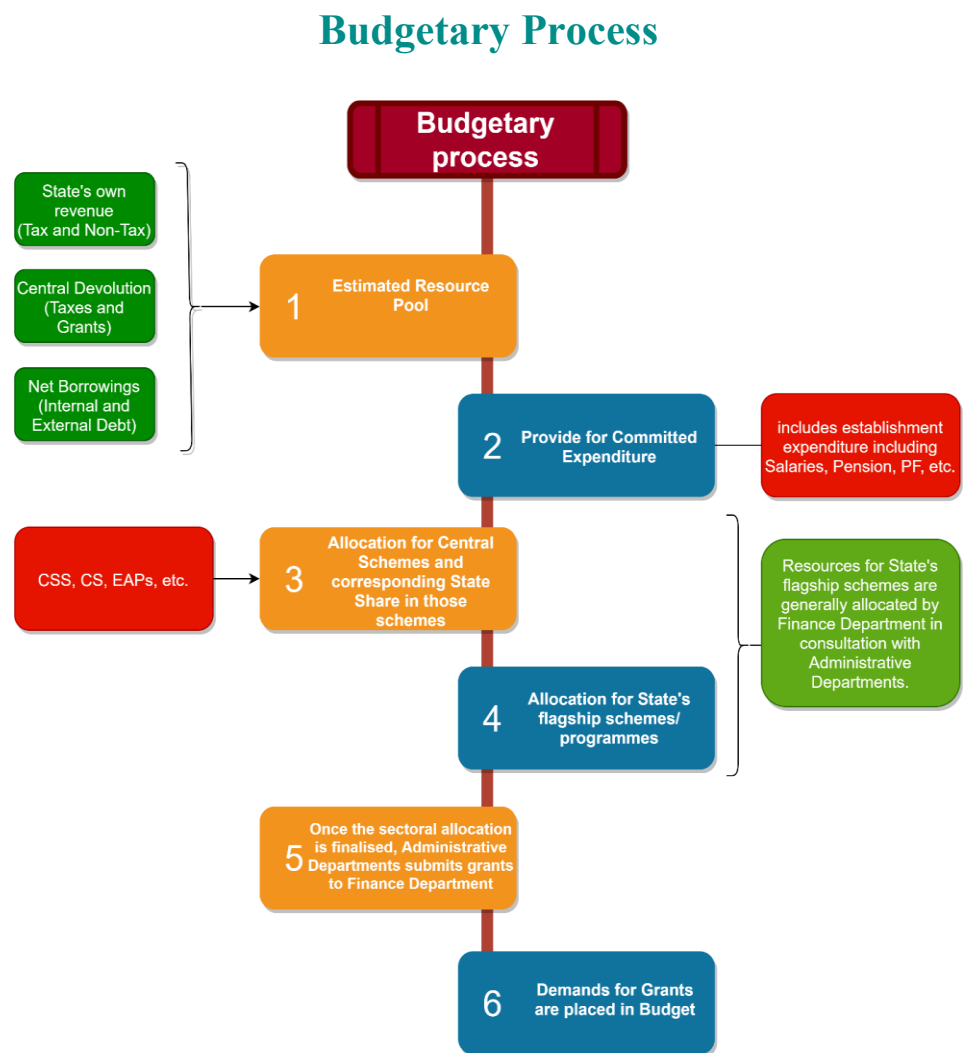 Budgetary Process
Budgetary
process
State's own
revenue
(Tax and Non-Tax)
Central Devolution
(Taxes and
Grants)
Net Borrowings
(Internal and
External Debt)
1
Estimated Resource
Pool
2
Provide for Committed
Expenditure
includes establishment
expenditure including
Salaries, Pension, PF, etc.
CSS, CS, EAPs, etc.
3
Allocation for Central
Schemes and
corresponding State
Share in those
schemes
Resources for State's
flagship schemes are
generally allocated by
Finance Department in
consultation with
Administrative
Departments.
4
Allocation for State's
flagship schemes/
programmes
5
Once the sectoral allocation
is finalised, Administrative
Departments submits grants
to Finance Department
6
Demands for Grants
are placed in Budget